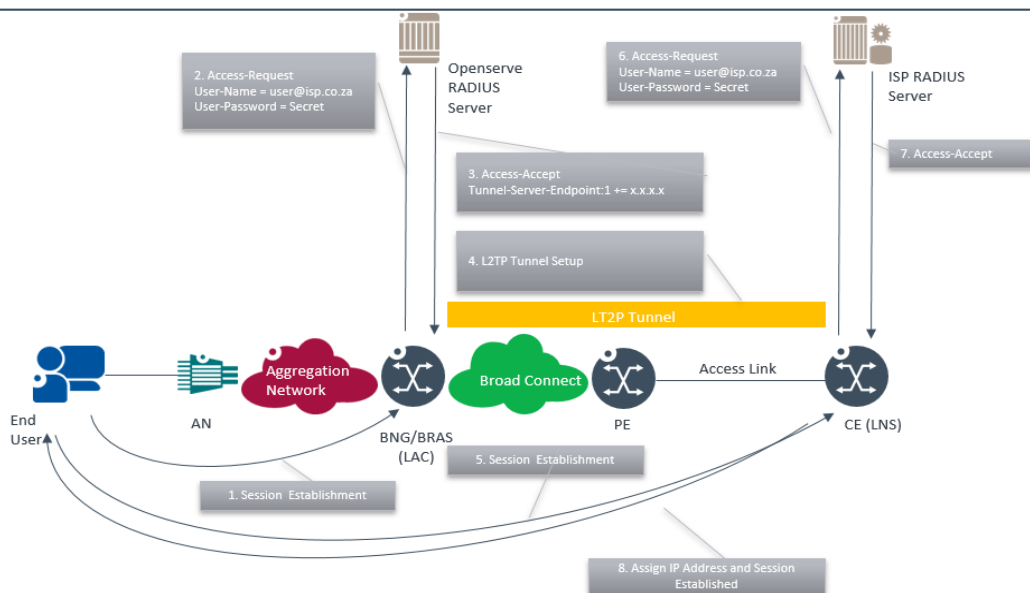 2. Access-Request
User-Name = user@isp.co.za
User-Password = Secret
Openserve
RADIUS
Server
6. Access-Request
User-Name = user@isp.co.za
User-Password = Secret
ISP RADIUS
Server
7. Access-Accept
3. Access-Accept
Tunnel-Server-Endpoint:1 += x.x.x.x
4. L2TP Tunnel Setup
LT2P Tunnel
Aggregation
Network
Broad Connect
Access Link
End
User
AN
BNG/BRAS
(LAC)
PE
CE (LNS)
5. Session Establishment
1. Session Establishment
8. Assign IP Address and Session
Established